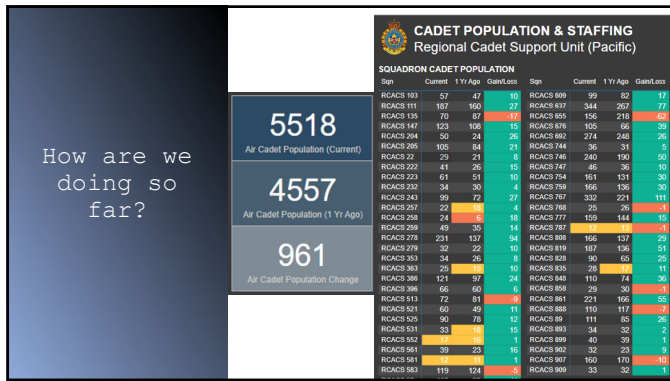 How are we
doing so
far?
5518
Air Cadet Population (Current)
4557
Air Cadet Population (1 Yr Ago)
961
Air Cadet Population Change
CADET POPULATION & STAFFING
Regional Cadet Support Unit (Pacific)
SQUADRON CADET POPULATION
Sqn Current 1 Yr Ago Gain/Loss Sqn Current 1 Yr Ago Gain/Loss
RCACS 103 57 47 10 RCACS 609 99 82 17
RCACS 111 187 160 27 RCACS 637 344 267 77
RCACS 135 70 87 -17 RCACS 655 156 218 -62
RCACS 147 123 108 15 RCACS 676 105 66 39
RCACS 204 50 24 26 RCACS 692 274 248 26
RCACS 205 105 84 21 RCACS 744 36 31 5
RCACS 22 29 21 8 RCACS 746 240 190 50
RCACS 222 41 26 15 RCACS 747 46 36 10
RCACS 223 61 51 10 RCACS 754 161 131 30
RCACS 232 34 30 4 RCACS 759 166 136 30
RCACS 243 99 72 27 RCACS 767 332 221 111
RCACS 257 22 18 4 RCACS 768 25 26 -1
RCACS 258 24 6 18 RCACS 777 159 144 15
RCACS 259 49 35 14 RCACS 787 12 13 -1
RCACS 278 231 137 94 RCACS 808 166 137 29
RCACS 279 32 22 10 RCACS 819 187 136 51
RCACS 353 34 26 8 RCACS 828 90 65 25
RCACS 363 25 15 10 RCACS 835 28 17 11
RCACS 386 121 97 24 RCACS 848 110 74 36
RCACS 396 66 60 6 RCACS 858 29 30 -1
RCACS 513 72 81 -9 RCACS 861 221 166 55
RCACS 521 60 49 11 RCACS 888 110 117 -7
RCACS 525 90 78 12 RCACS 89 111 85 26
RCACS 531 33 18 15 RCACS 893 34 32 2
RCACS 552 17 16 1 RCACS 899 40 39 1
RCACS 561 39 23 16 RCACS 902 32 23 9
RCACS 581 12 11 1 RCACS 907 160 170 -10
RCACS 583 119 124 -5 RCACS 909 33 32 1